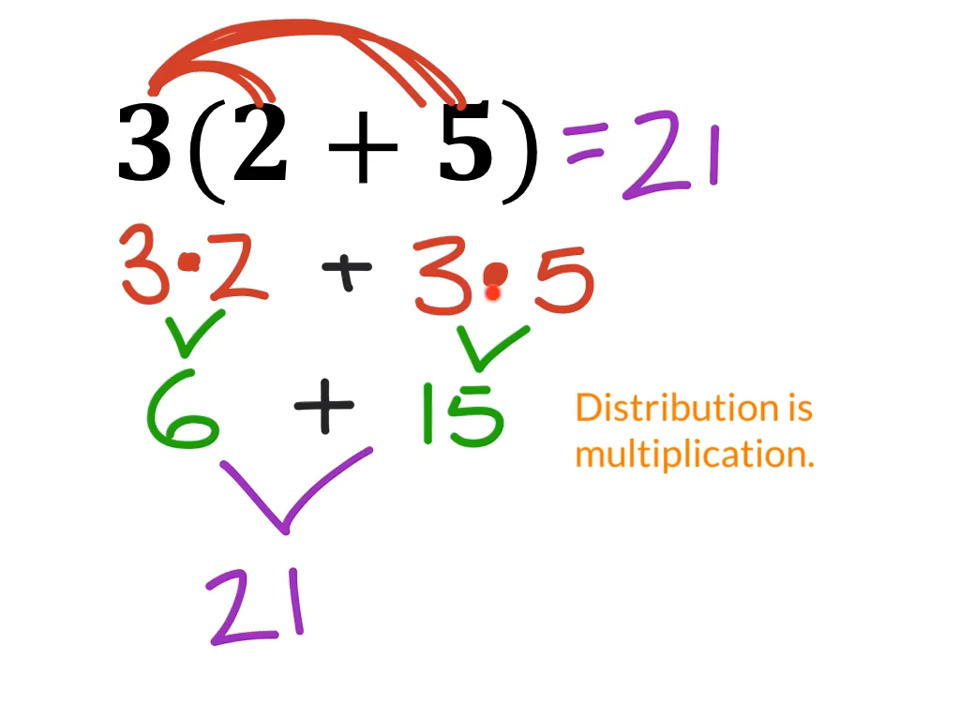 3(2 + 5) = 21
3·2 + 3·5
6 + 15
Distribution is
multiplication.
21